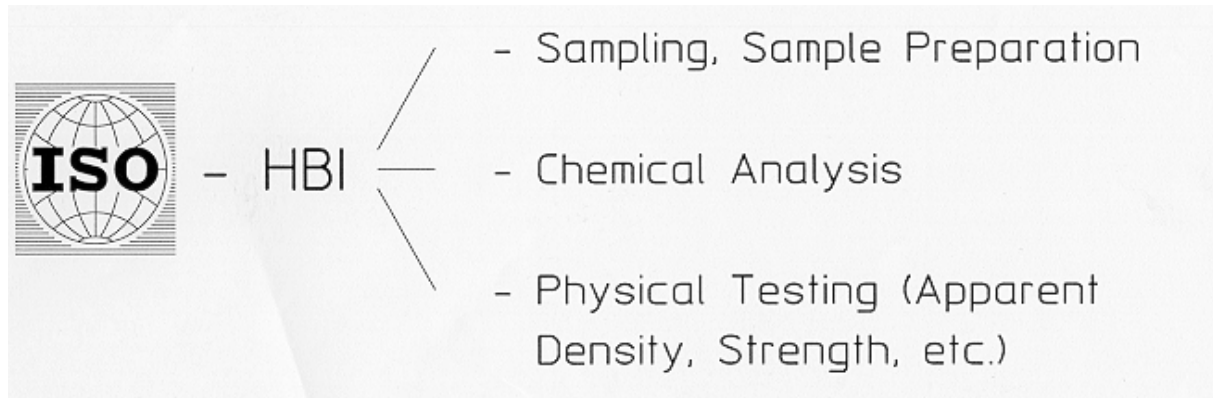 - Sampling, Sample Preparation
ISO - HBI - Chemical Analysis
- Physical Testing (Apparent
Density, Strength, etc.)